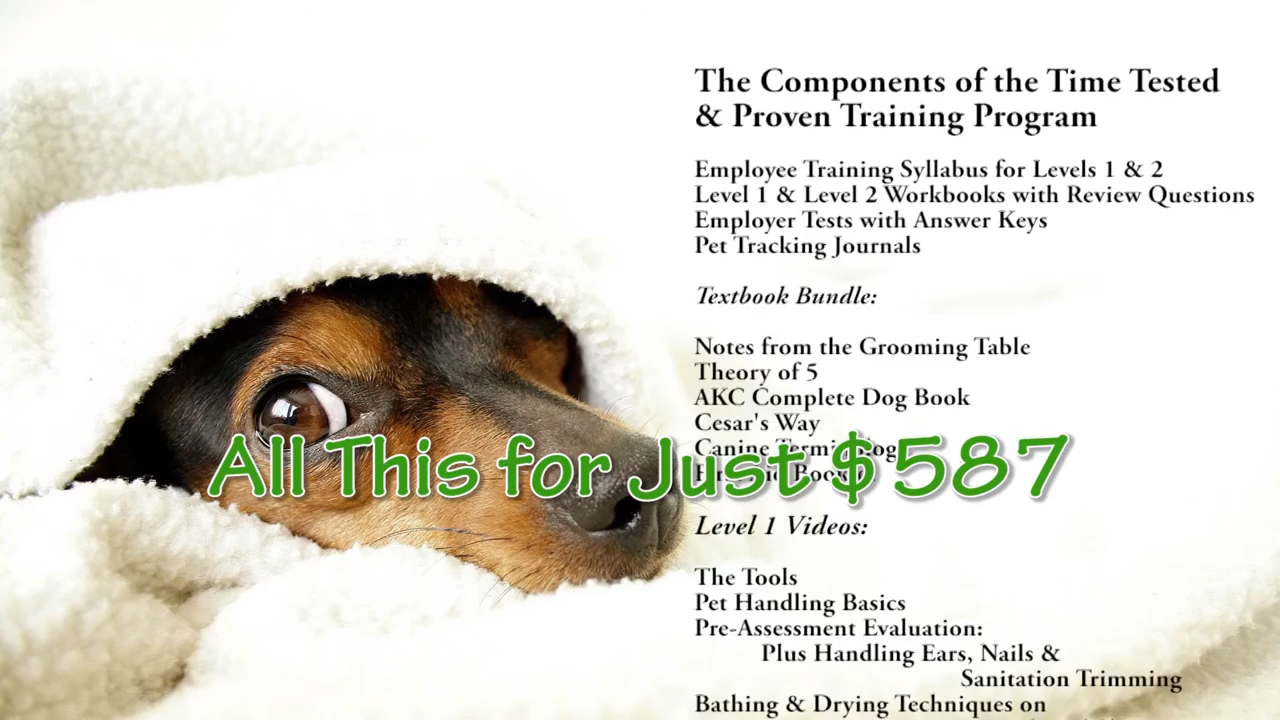 The Components of the Time Tested
& Proven Training Program
Employee Training Syllabus for Levels 1 & 2
Level 1 & Level 2 Workbooks with Review Questions
Employer Tests with Answer Keys
Pet Tracking Journals
Textbook Bundle:
Notes from the Grooming Table
Theory of 5
AKC Complete Dog Book
Cesar's Way
Canine
All This for Just $587
Level 1 Videos:
The Tools
Pet Handling Basics
Pre-Assessment Evaluation:
Plus Handling Ears, Nails &
Sanitation Trimming
Bathing & Drying Techniques on